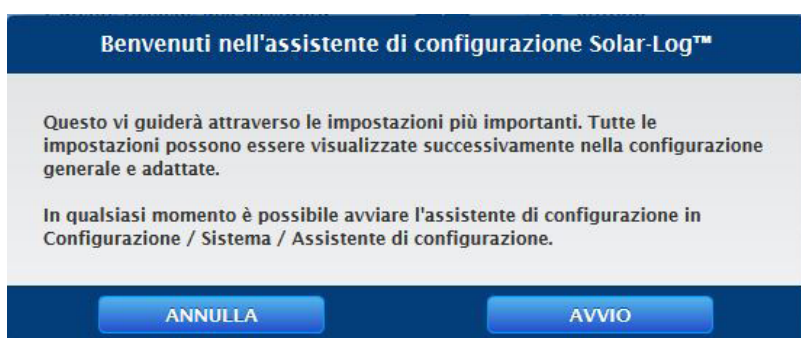 Benvenuti nell'assistente di configurazione Solar-Log™
Questo vi guiderà attraverso le impostazioni più importanti. Tutte le
impostazioni possono essere visualizzate successivamente nella configurazione
generale e adattate.
In qualsiasi momento è possibile avviare l'assistente di configurazione in
Configurazione / Sistema / Assistente di configurazione.
ANNULLA
AVVIO